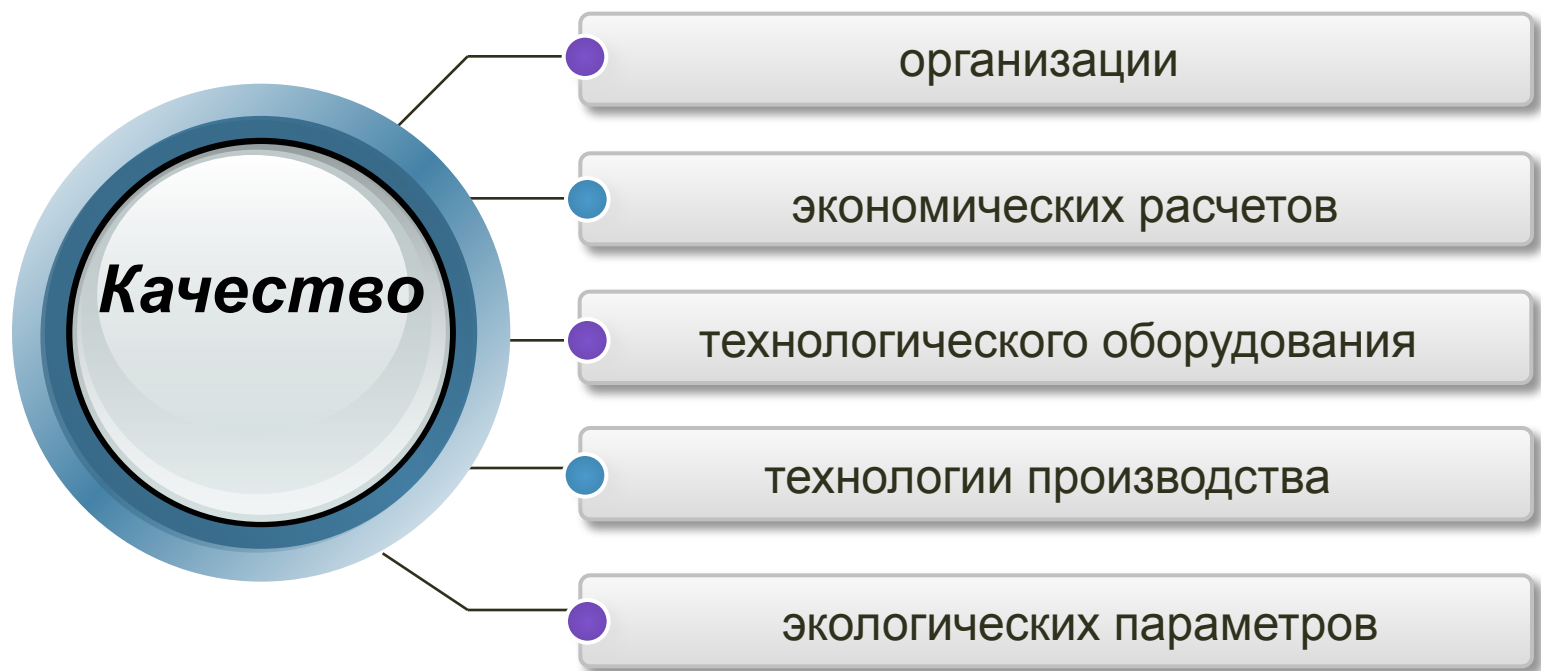 Качество
организации
экономических расчетов
технологического оборудования
технологии производства
экологических параметров